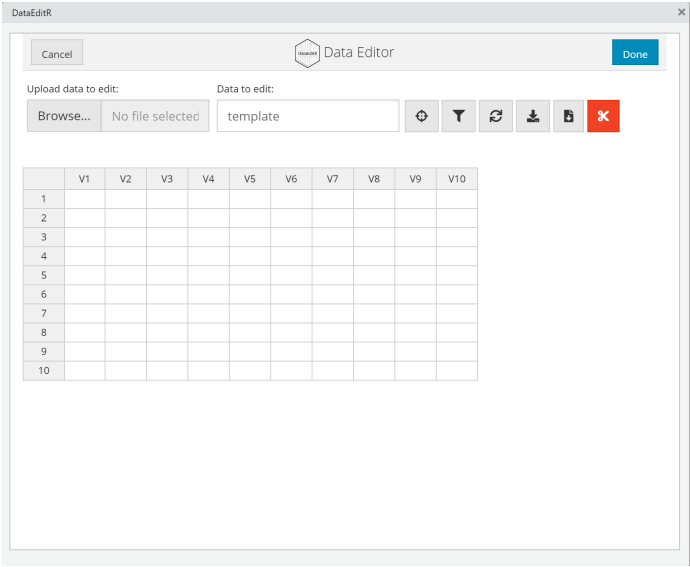 DataEditR
Cancel
DataEditR
Data Editor
Done
Upload data to edit:
Data to edit:
Browse...
No file selected
template
V1 V2 V3 V4 V5 V6 V7 V8 V9 V10
1
2
3
4
5
6
7
8
9
10